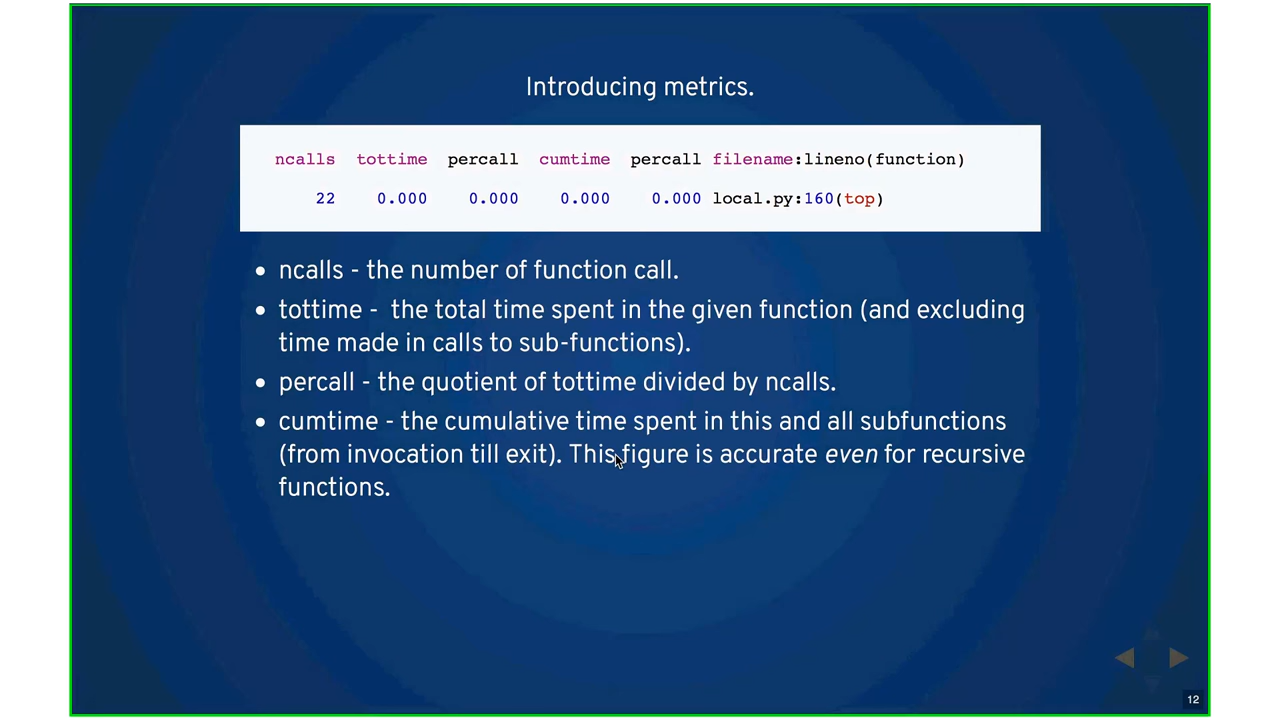 Introducing metrics.
ncalls tottime percall cumtime percall filename:lineno(function)
22 0.000 0.000 0.000 0.000 local.py:160(top)
• ncalls - the number of function call.
• tottime - the total time spent in the given function (and excluding
time made in calls to sub-functions).
• percall - the quotient of tottime divided by ncalls.
• cumtime - the cumulative time spent in this and all subfunctions
(from invocation till exit). This figure is accurate even for recursive
functions.
12